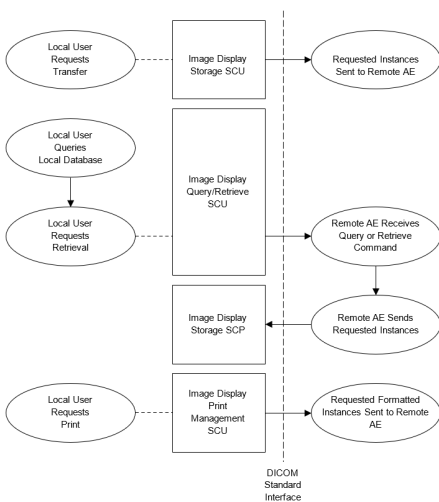 Local User
Requests
Transfer
Image Display
Storage SCU
Requested Instances
Sent to Remote AE
Local User
Queries
Local Database
Image Display
Query/Retrieve
SCU
Local User
Requests
Retrieval
Remote AE Receives
Query or Retrieve
Command
Image Display
Storage SCP
Remote AE Sends
Requested Instances
Local User
Requests
Print
Image Display
Print
Management
SCU
Requested Formatted
Instances Sent to Remote
AE
DICOM
Standard
Interface